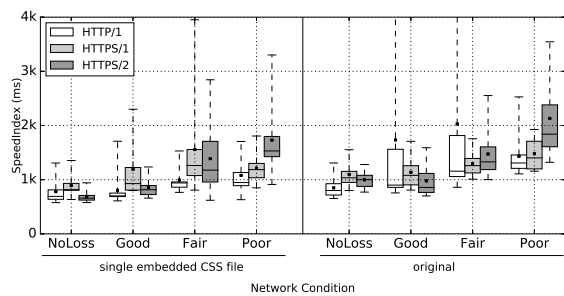 4k
3k
2k
1k
0
SpeedIndex (ms)
HTTP/1
HTTPS/1
HTTPS/2
NoLoss Good Fair Poor NoLoss Good Fair Poor
single embedded CSS file original
Network Condition